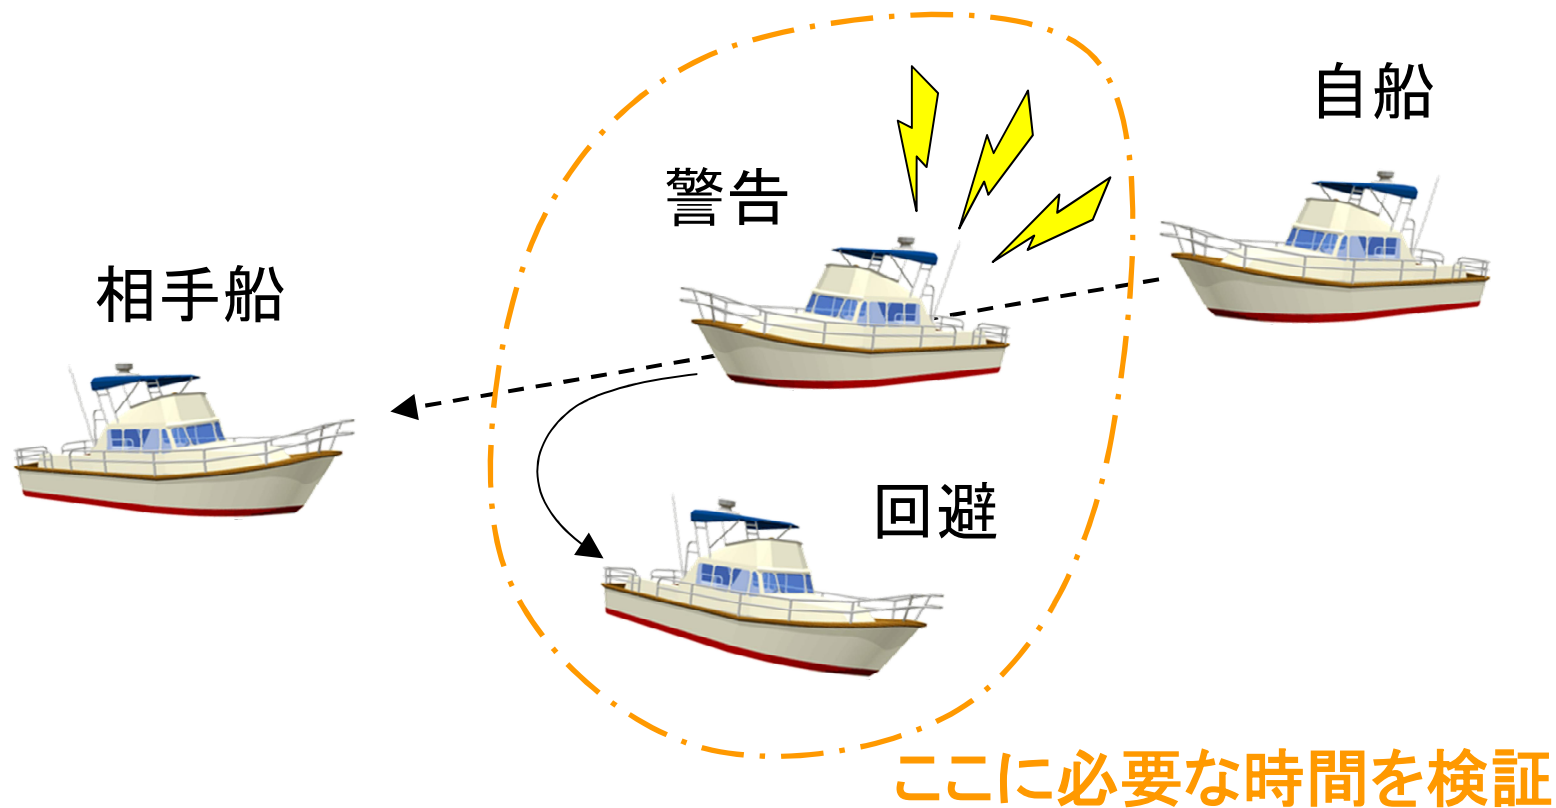 自船
警告
相手船
回避
ここに必要な時間を検証